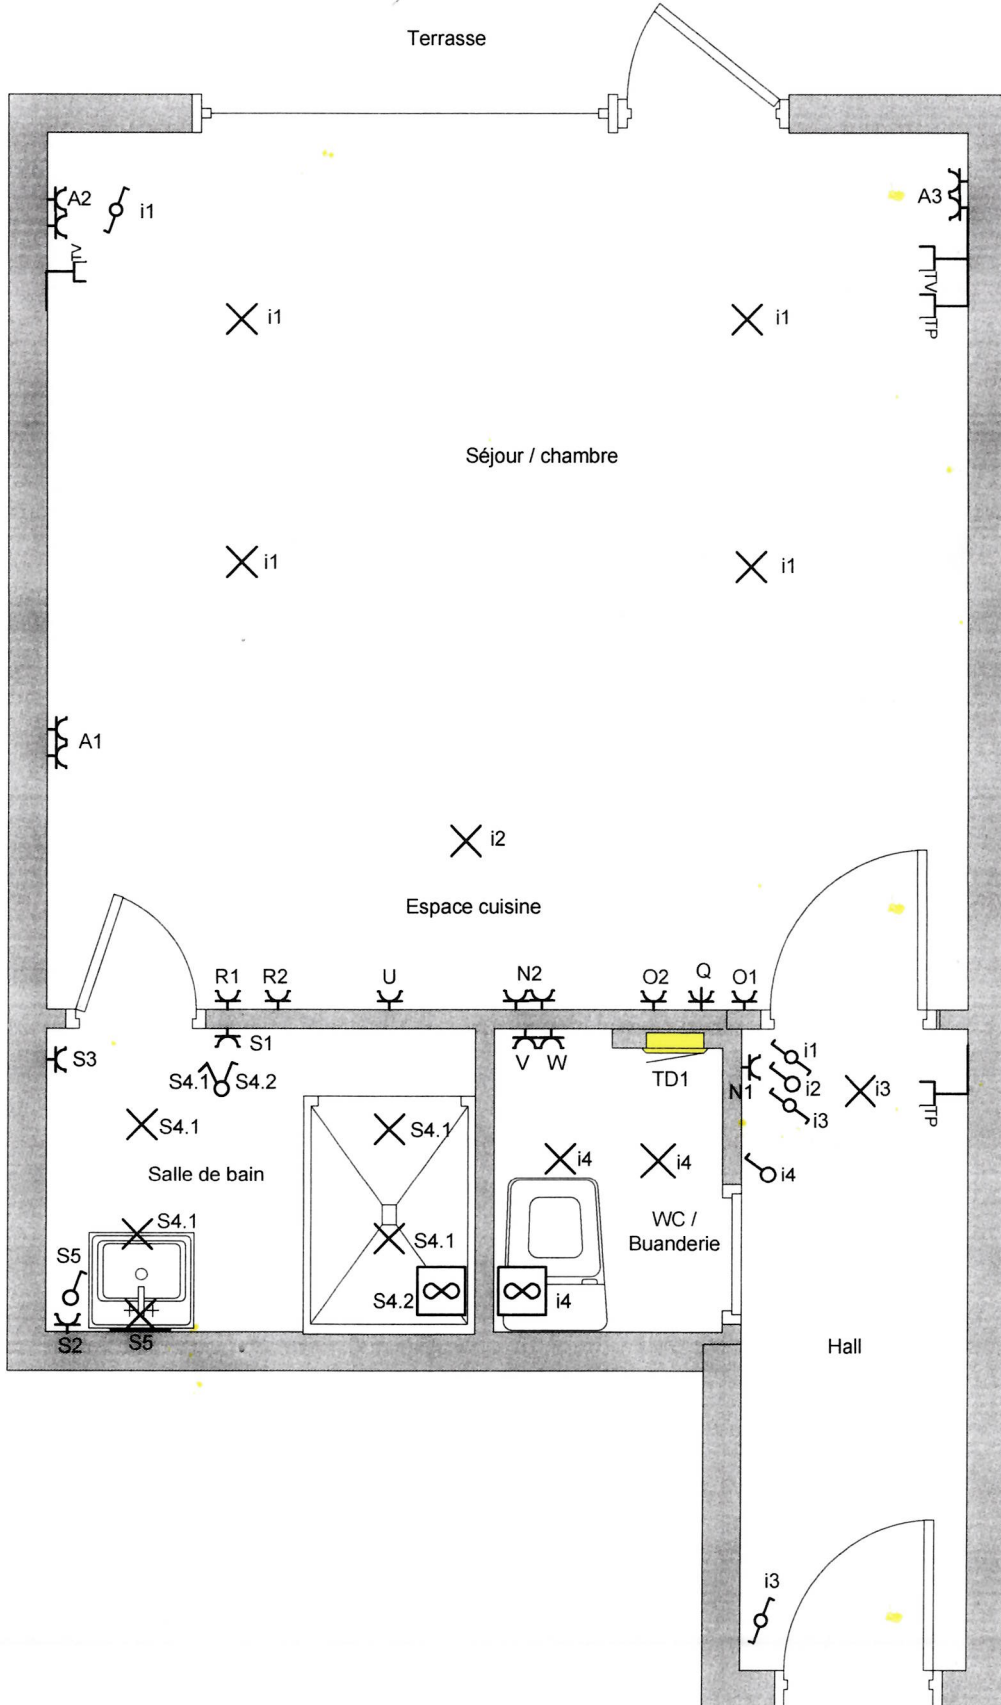 Terrasse
A2
i1
A3
TV
TV
TP
i1
i1
Séjour / chambre
i1
i1
A1
i2
Espace cuisine
R1
R2
U
N2
O2
Q
O1
S1
S3
S4.1
S4.2
V
W
TD1
N1
i1
i2
i3
i3
TP
S4.1
S4.1
i4
i4
i4
Salle de bain
WC /
Buanderie
S4.1
S4.1
S5
S4.2
i4
S2
S5
Hall
i3